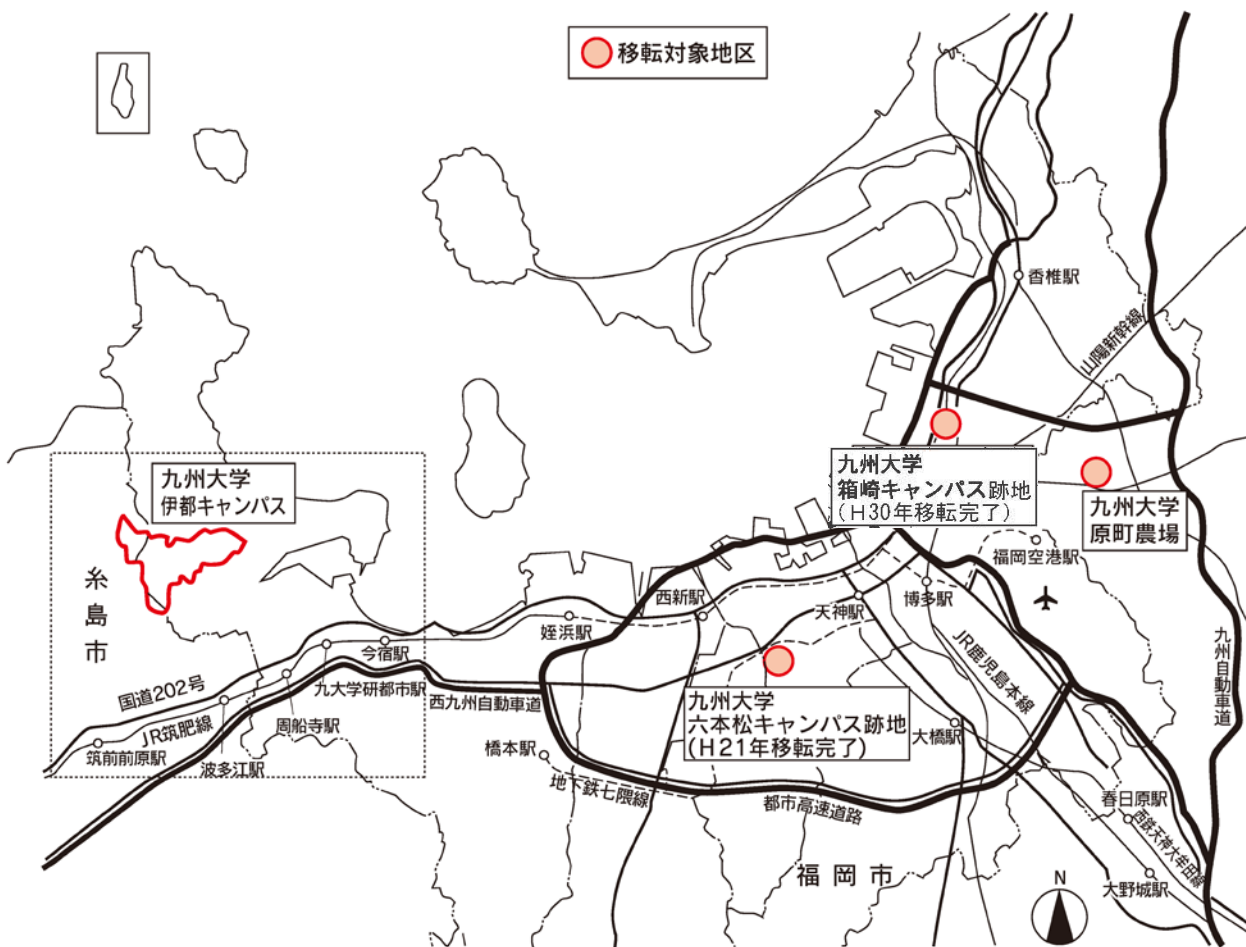 移転対象地区
香椎駅
山陽新幹線
九州大学
伊都キャンパス
九州大学
箱崎キャンパス跡地
(H30年移転完了)
九州大学
原町農場
福岡空港駅
糸島市
西新駅
天神駅
博多駅
姪浜駅
今宿駅
JR鹿児島本線
九州自動車道
国道202号
九大学研都市駅
西九州自動車道
九州大学
六本松キャンパス跡地
(H21年移転完了)
周船寺駅
JR筑肥線
筑前前原駅
波多江駅
橋本駅
大橋駅
地下鉄七隈線
都市高速道路
春日原駅
西鉄天神大牟田線
福岡市
大野城駅
N